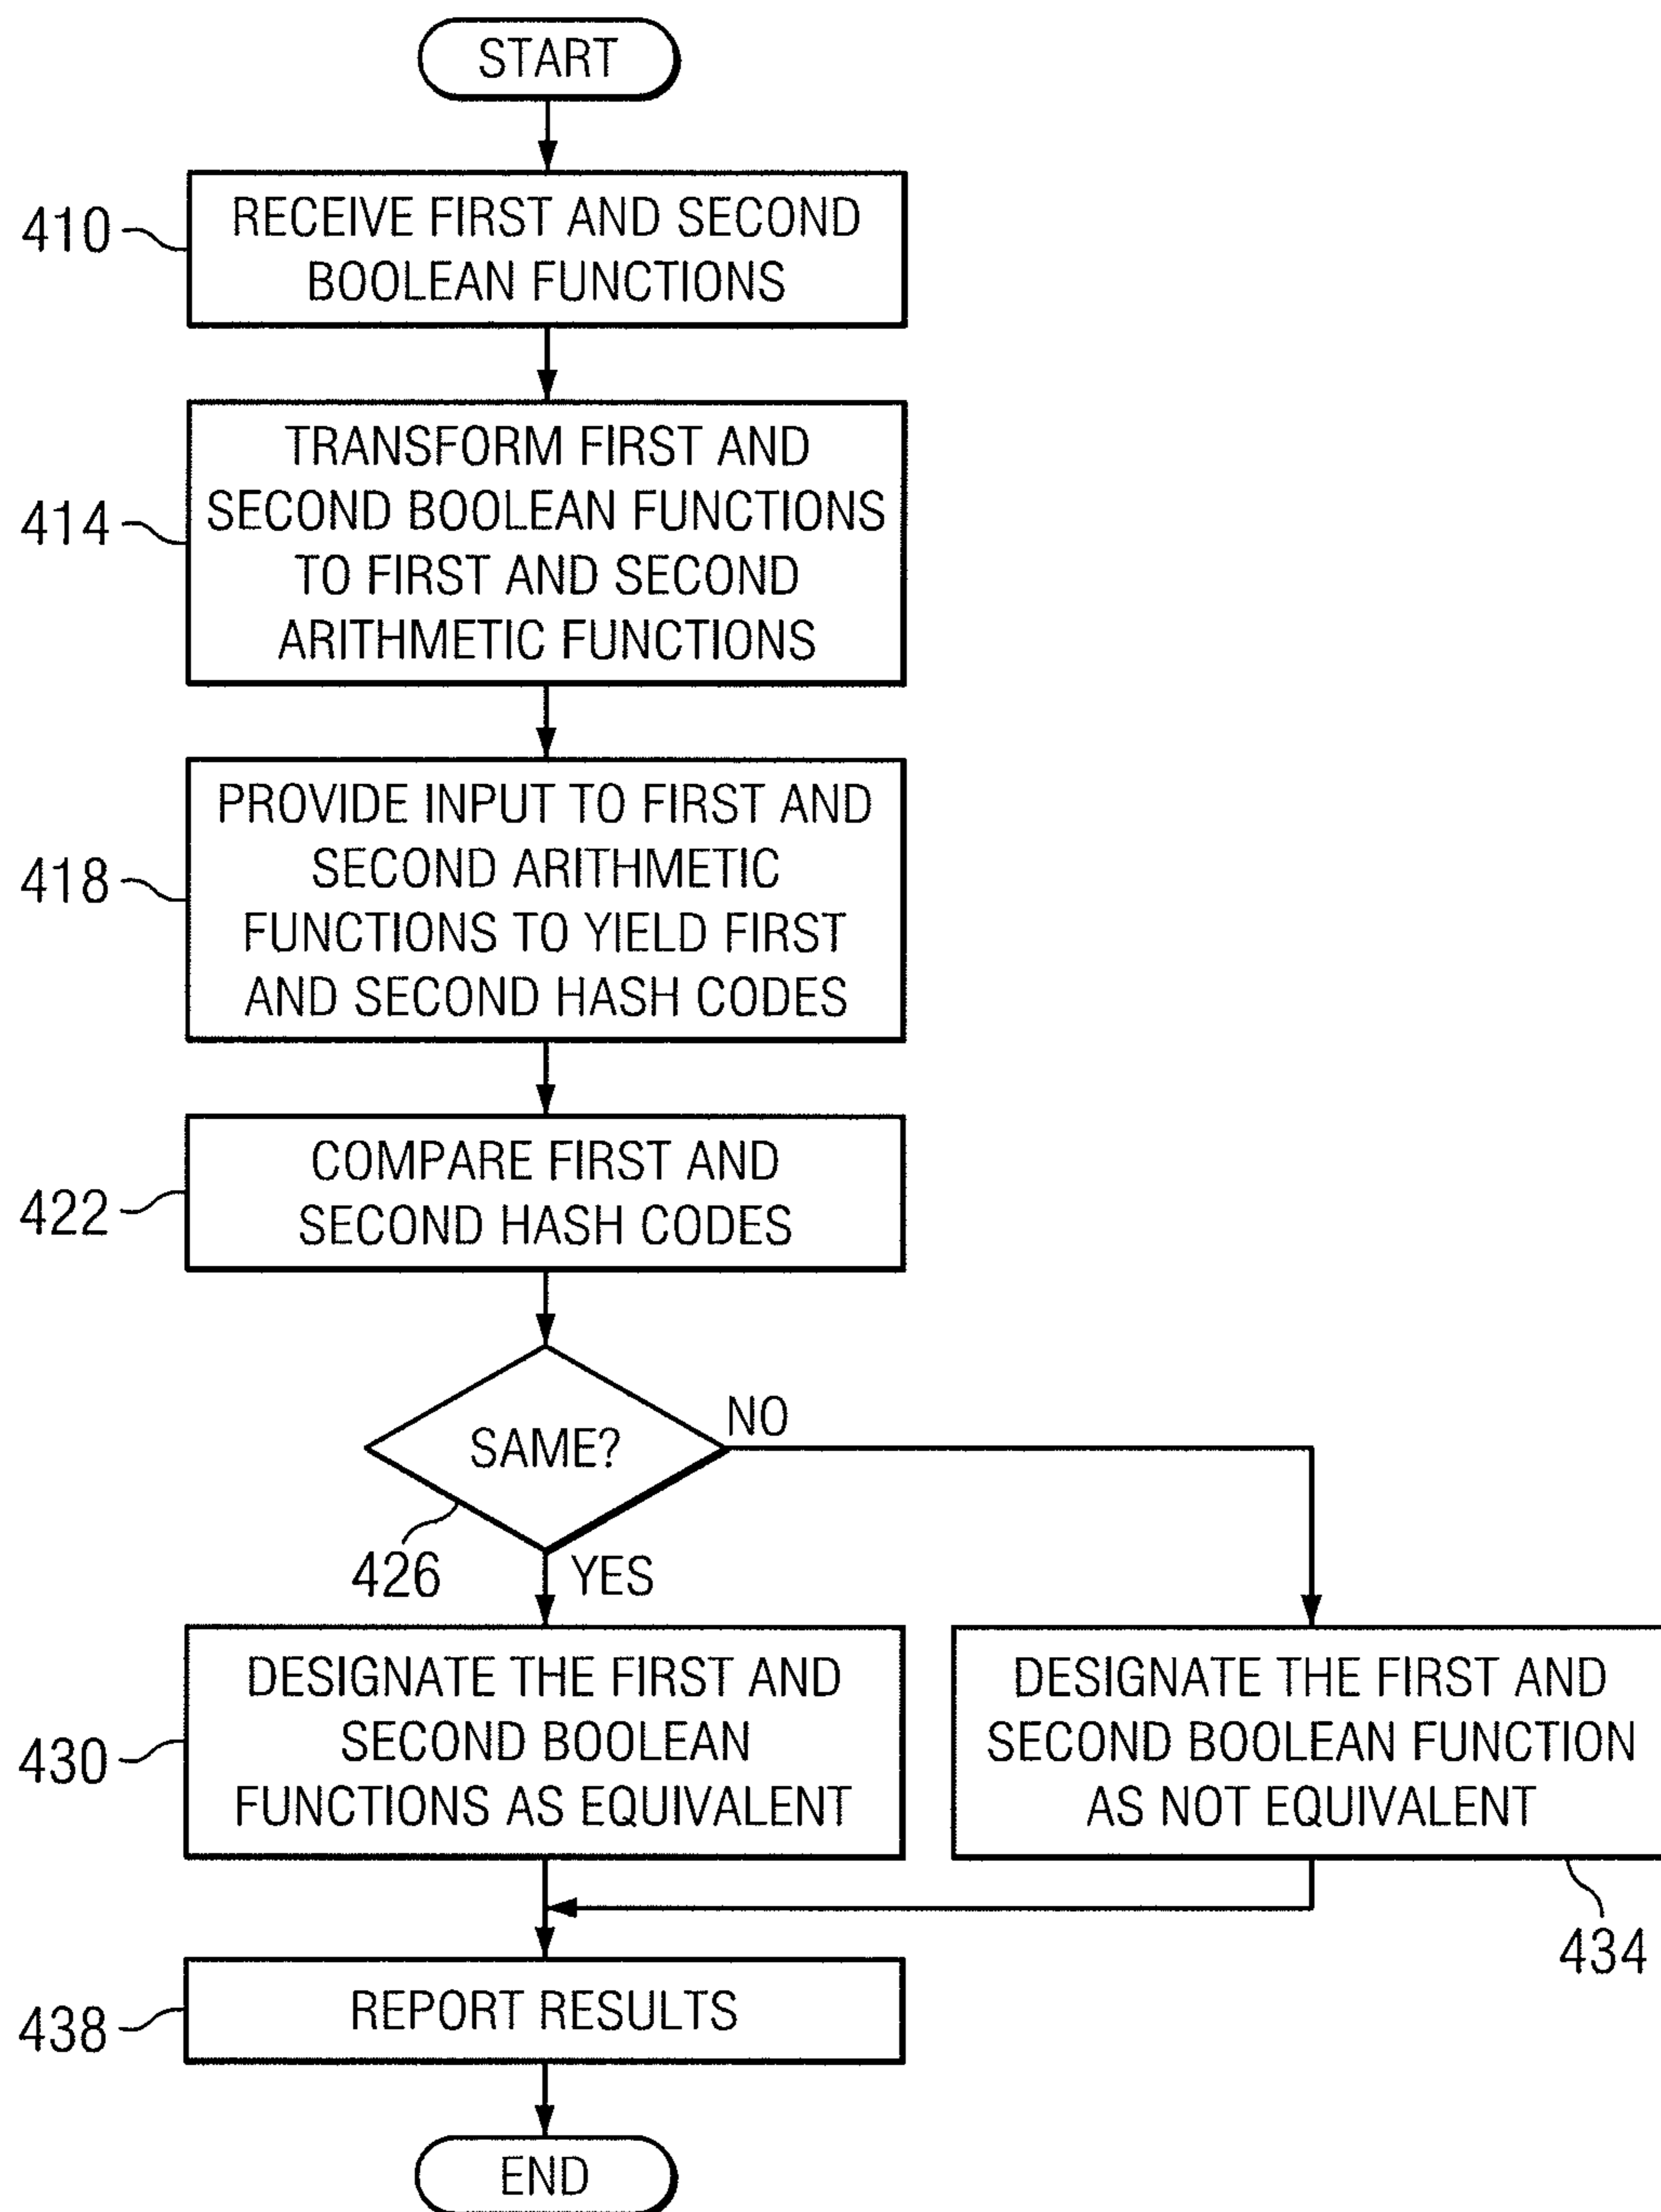 START
410
RECEIVE FIRST AND SECOND
BOOLEAN FUNCTIONS
414
TRANSFORM FIRST AND
SECOND BOOLEAN FUNCTIONS
TO FIRST AND SECOND
ARITHMETIC FUNCTIONS
418
PROVIDE INPUT TO FIRST AND
SECOND ARITHMETIC
FUNCTIONS TO YIELD FIRST
AND SECOND HASH CODES
422
COMPARE FIRST AND
SECOND HASH CODES
SAME?
NO
426
YES
430
DESIGNATE THE FIRST AND
SECOND BOOLEAN
FUNCTIONS AS EQUIVALENT
DESIGNATE THE FIRST AND
SECOND BOOLEAN FUNCTION
AS NOT EQUIVALENT
434
438
REPORT RESULTS
END